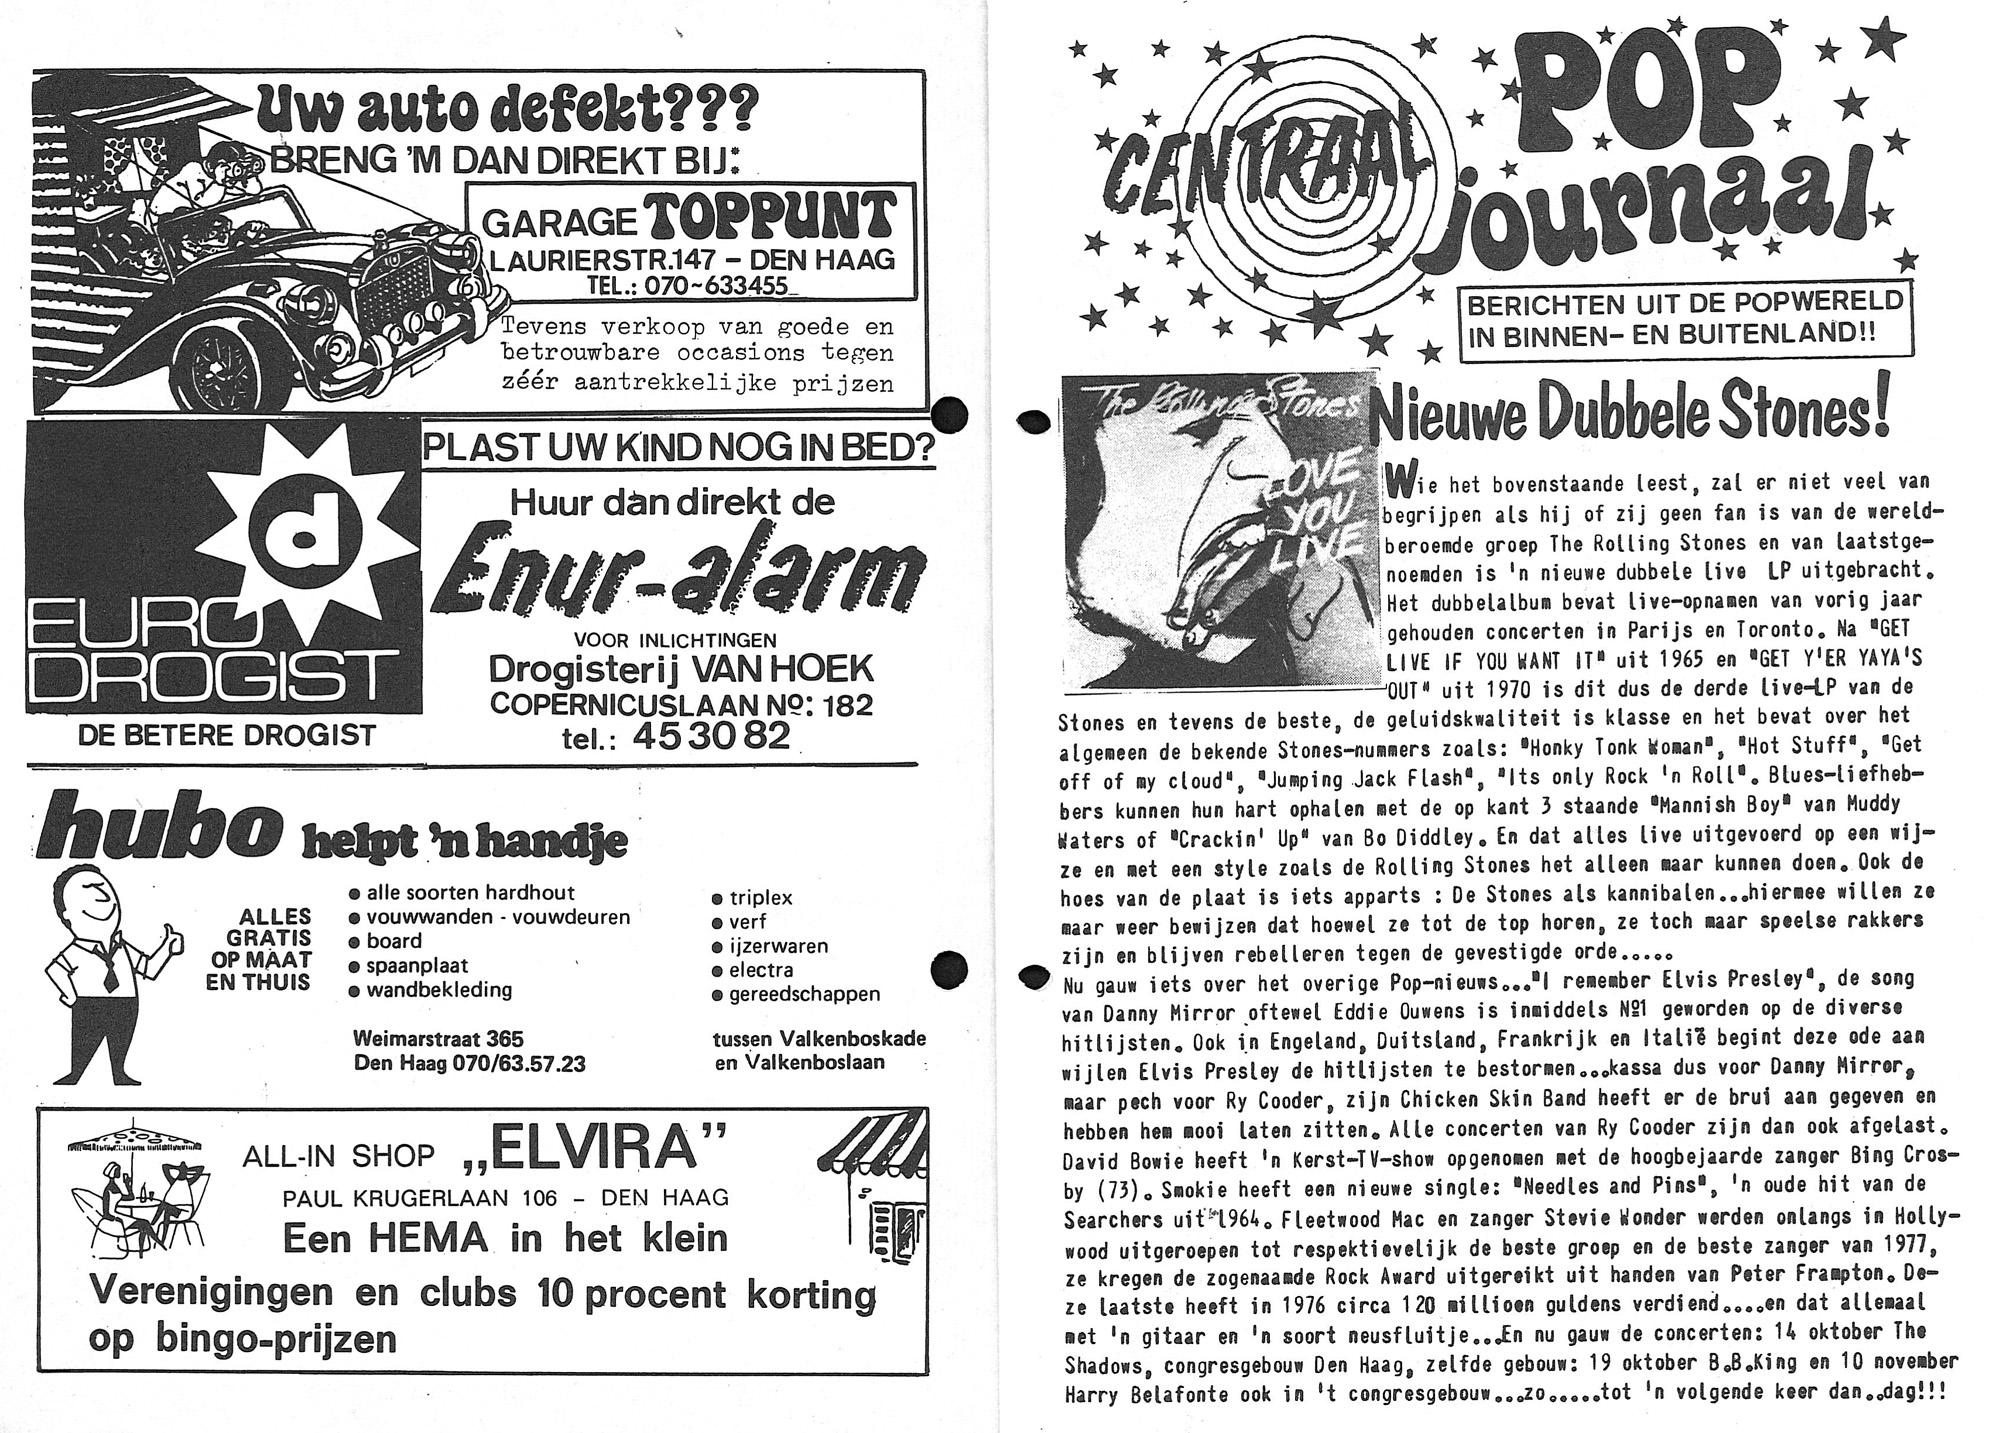 Uw auto defekt???
BRENG 'M DAN DIREKT BIJ:
GARAGE TOPPUNT
LAURIERSTR.147 – DEN HAAG
TEL.: 070~633455
Tevens verkoop van goede en
betrouwbare occasions tegen
zéér aantrekkelijke prijzen
d
EURO
DROGIST
DE BETERE DROGIST
PLAST UW KIND NOG IN BED?
Huur dan direkt de
Enur-alarm
VOOR INLICHTINGEN
Drogisterij VAN HOEK
COPERNICUSLAAN Nº: 182
tel.: 45 30 82
hubo helpt 'n handje
ALLES
GRATIS
OP MAAT
EN THUIS
• alle soorten hardhout
• vouwwanden - vouwdeuren
• board
• spaanplaat
• wandbekleding
• triplex
• verf
• ijzerwaren
• electra
• gereedschappen
Weimarstraat 365
Den Haag 070/63.57.23
tussen Valkenboskade
en Valkenboslaan
ALL-IN SHOP „ELVIRA”
PAUL KRUGERLAAN 106 – DEN HAAG
Een HEMA in het klein
Verenigingen en clubs 10 procent korting
op bingo-prijzen
CENTRAAL
POP
journaal
BERICHTEN UIT DE POPWERELD
IN BINNEN- EN BUITENLAND!!
The Rolling Stones
LOVE
YOU
LIVE
Nieuwe Dubbele Stones!
Wie het bovenstaande leest, zal er niet veel van
begrijpen als hij of zij geen fan is van de wereld-
beroemde groep The Rolling Stones en van laatstge-
noemden is 'n nieuwe dubbele live LP uitgebracht.
Het dubbelalbum bevat live-opnamen van vorig jaar
gehouden concerten in Parijs en Toronto. Na "GET
LIVE IF YOU WANT IT" uit 1965 en "GET Y'ER YAYA'S
OUT" uit 1970 is dit dus de derde live-LP van de
Stones en tevens de beste, de geluidskwaliteit is klasse en het bevat over het
algemeen de bekende Stones-nummers zoals: "Honky Tonk Woman", "Hot Stuff", "Get
off of my cloud", "Jumping Jack Flash", "Its only Rock 'n Roll". Blues-liefheb-
bers kunnen hun hart ophalen met de op kant 3 staande "Mannish Boy" van Muddy
Waters of "Crackin' Up" van Bo Diddley. En dat alles live uitgevoerd op een wij-
ze en met een style zoals de Rolling Stones het alleen maar kunnen doen. Ook de
hoes van de plaat is iets apparts : De Stones als kannibalen...hiermee willen ze
maar weer bewijzen dat hoewel ze tot de top horen, ze toch maar speelse rakkers
zijn en blijven rebelleren tegen de gevestigde orde.....
Nu gauw iets over het overige Pop-nieuws..."I remember Elvis Presley", de song
van Danny Mirror oftewel Eddie Ouwens is inmiddels Nº1 geworden op de diverse
hitlijsten. Ook in Engeland, Duitsland, Frankrijk en Italië begint deze ode aan
wijlen Elvis Presley de hitlijsten te bestormen...kassa dus voor Danny Mirror,
maar pech voor Ry Cooder, zijn Chicken Skin Band heeft er de brui aan gegeven en
hebben hem mooi laten zitten. Alle concerten van Ry Cooder zijn dan ook afgelast.
David Bowie heeft 'n Kerst-TV-show opgenomen met de hoogbejaarde zanger Bing Cros-
by (73). Smokie heeft een nieuwe single: "Needles and Pins", 'n oude hit van de
Searchers uit 1964. Fleetwood Mac en zanger Stevie Wonder werden onlangs in Holly-
wood uitgeroepen tot respektievelijk de beste groep en de beste zanger van 1977,
ze kregen de zogenaamde Rock Award uitgereikt uit handen van Peter Frampton. De-
ze laatste heeft in 1976 circa 120 millioen guldens verdiend.....en dat allemaal
met 'n gitaar en 'n soort neusfluitje...En nu gauw de concerten: 14 oktober The
Shadows, congresgebouw Den Haag, zelfde gebouw: 19 oktober B.B.King en 10 november
Harry Belafonte ook in 't congresgebouw...zo.....tot 'n volgende keer dan..dag!!!